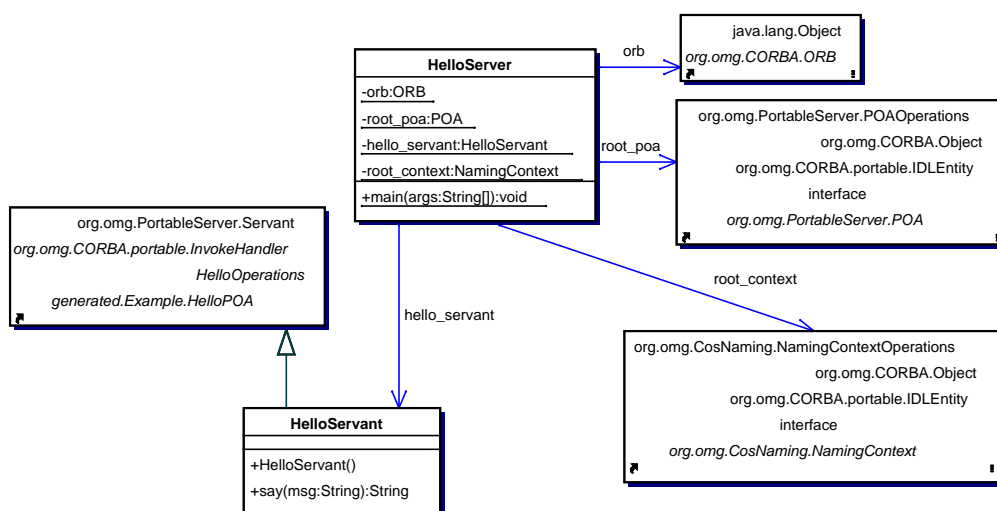 java.lang.Object
org.omg.CORBA.ORB
orb
HelloServer
-orb:ORB
-root_poa:POA
-hello_servant:HelloServant
-root_context:NamingContext
+main(args:String[]):void
root_poa
org.omg.PortableServer.POAOperations
org.omg.CORBA.Object
org.omg.CORBA.portable.IDLEntity
interface
org.omg.PortableServer.POA
org.omg.PortableServer.Servant
org.omg.CORBA.portable.InvokeHandler
HelloOperations
generated.Example.HelloPOA
hello_servant
root_context
org.omg.CosNaming.NamingContextOperations
org.omg.CORBA.Object
org.omg.CORBA.portable.IDLEntity
interface
org.omg.CosNaming.NamingContext
HelloServant
+HelloServant()
+say(msg:String):String